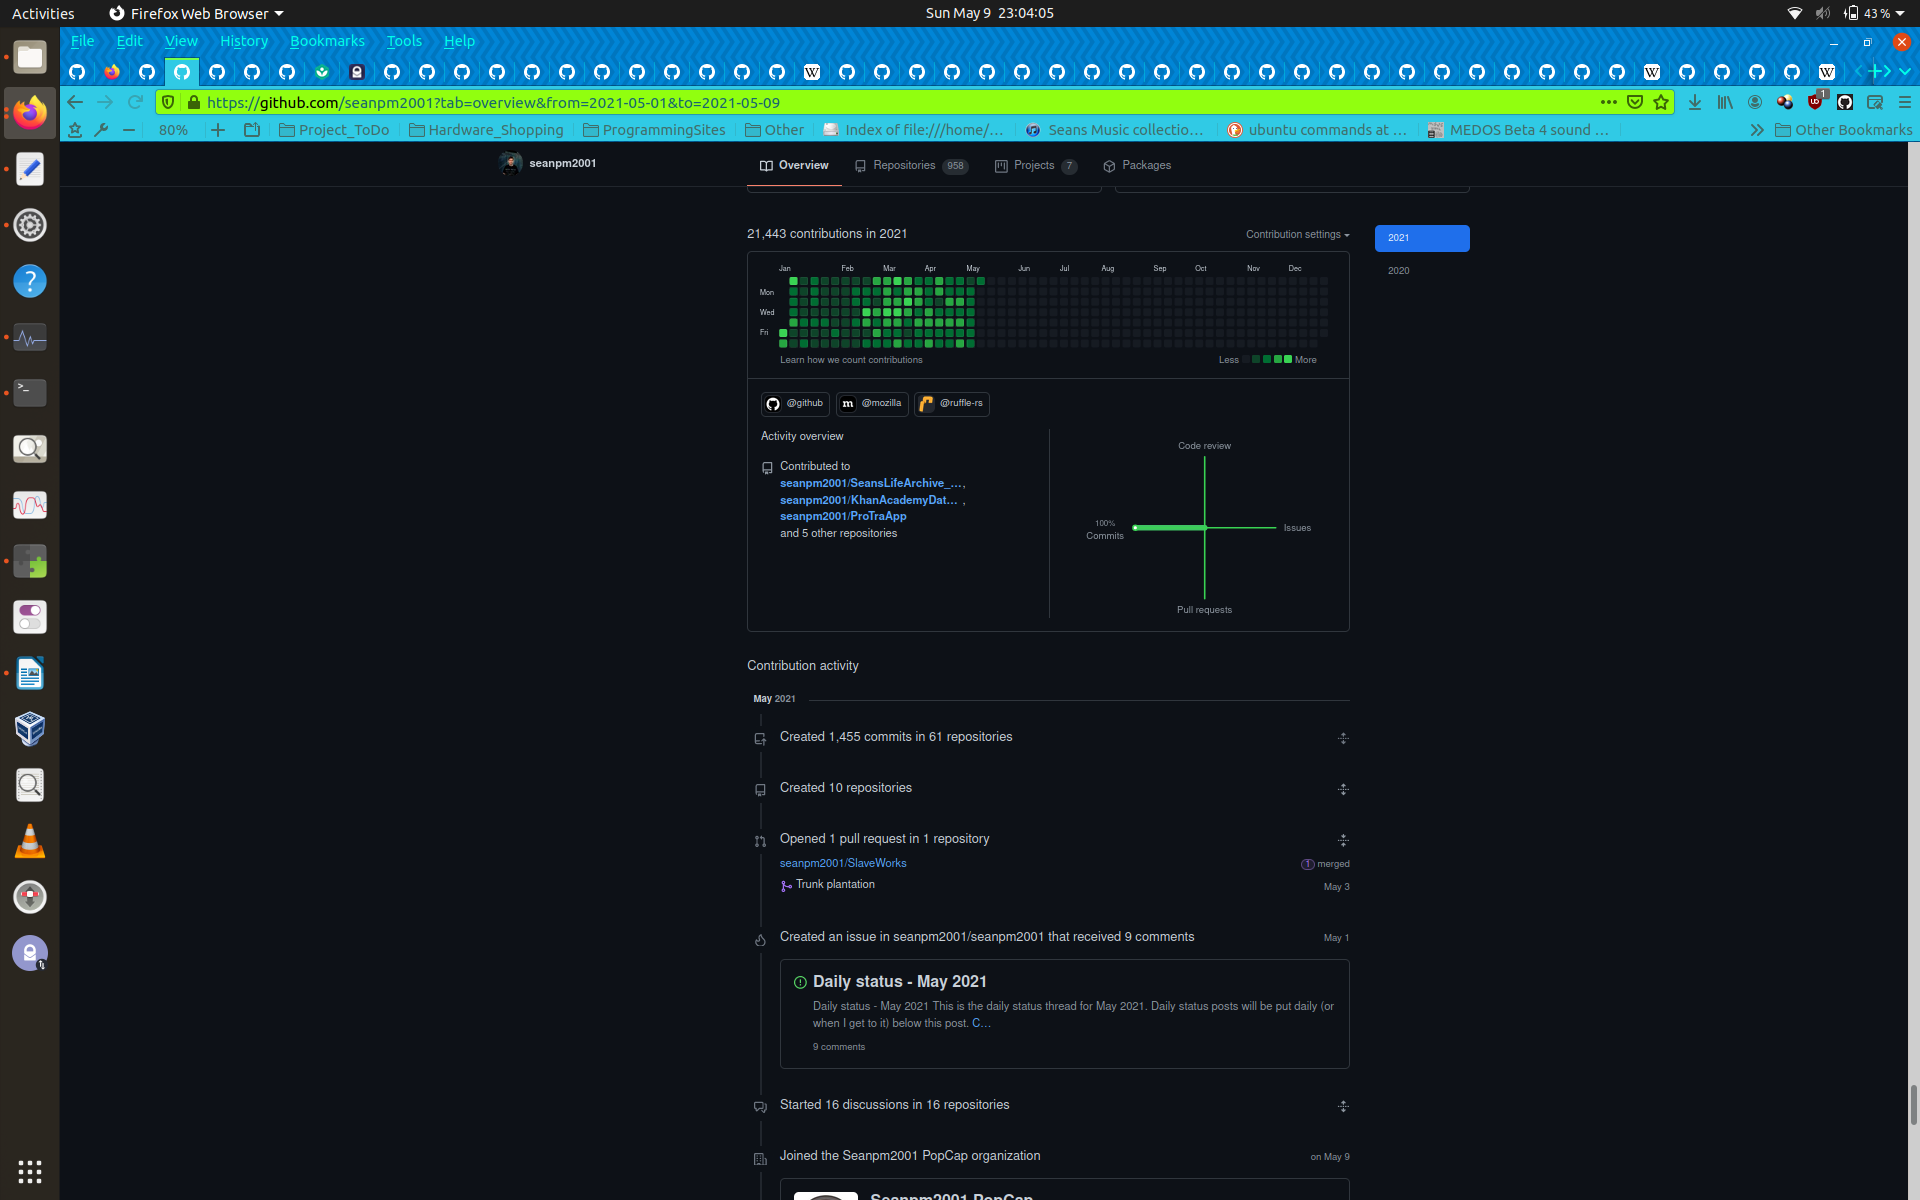 Activities Firefox Web Browser Sun May 9 23:04:05 43 %
File Edit View History Bookmarks Tools Help
https://github.com/seanpm2001?tab=overview&from=2021-05-01&to=2021-05-09
80% Project_ToDo Hardware_Shopping ProgrammingSites Other Index of file:///home/... Seans Music collectio... ubuntu commands at ... MEDOS Beta 4 sound ... Other Bookmarks
seanpm2001 Overview Repositories 958 Projects 7 Packages
21,443 contributions in 2021 Contribution settings
2021
2020
Jan Feb Mar Apr May Jun Jul Aug Sep Oct Nov Dec
Mon
Wed
Fri
Learn how we count contributions Less More
@github @mozilla @ruffle-rs
Activity overview
Contributed to
seanpm2001/SeansLifeArchive_...,
seanpm2001/KhanAcademyDat... ,
seanpm2001/ProTraApp
and 5 other repositories
Code review
100%
Commits
Issues
Pull requests
Contribution activity
May 2021
Created 1,455 commits in 61 repositories
Created 10 repositories
Opened 1 pull request in 1 repository
seanpm2001/SlaveWorks 1 merged
Trunk plantation May 3
Created an issue in seanpm2001/seanpm2001 that received 9 comments May 1
Daily status - May 2021
Daily status - May 2021 This is the daily status thread for May 2021. Daily status posts will be put daily (or
when I get to it) below this post. C...
9 comments
Started 16 discussions in 16 repositories
Joined the Seanpm2001 PopCap organization on May 9
Seanpm2001 PopCap